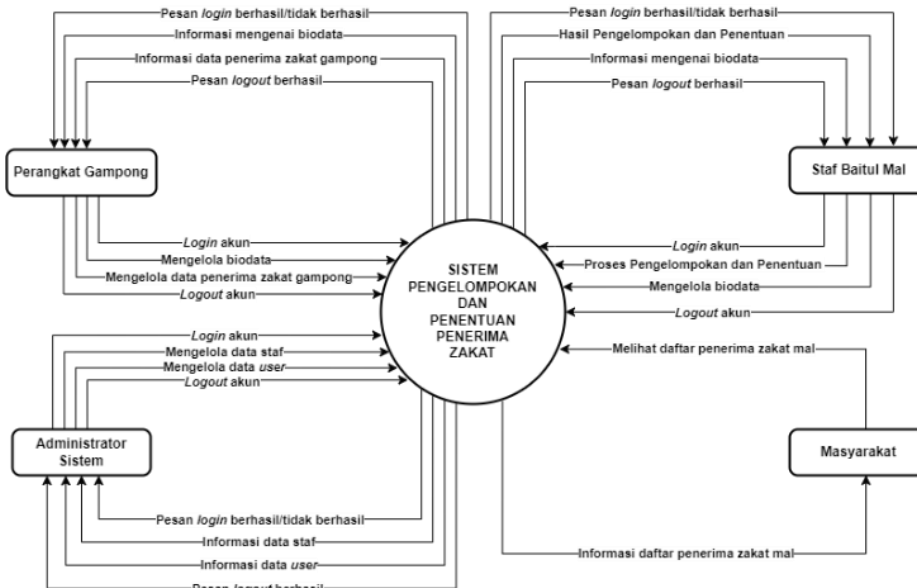 Pesan login berhasil/tidak berhasil
Informasi mengenai biodata
Informasi data penerima zakat gampong
Pesan logout berhasil
Perangkat Gampong
Login akun
Mengelola biodata
Mengelola data penerima zakat gampong
Logout akun
Pesan login berhasil/tidak berhasil
Hasil Pengelompokan dan Penentuan
Informasi mengenai biodata
Pesan logout berhasil
Staf Baitul Mal
Login akun
Proses Pengelompokan dan Penentuan
Mengelola biodata
Logout akun
SISTEM
PENGELOMPOKAN
DAN
PENENTUAN
PENERIMA
ZAKAT
Login akun
Mengelola data staf
Mengelola data user
Logout akun
Administrator
Sistem
Pesan login berhasil/tidak berhasil
Informasi data staf
Informasi data user
Pesan logout berhasil
Melihat daftar penerima zakat mal
Masyarakat
Informasi daftar penerima zakat mal